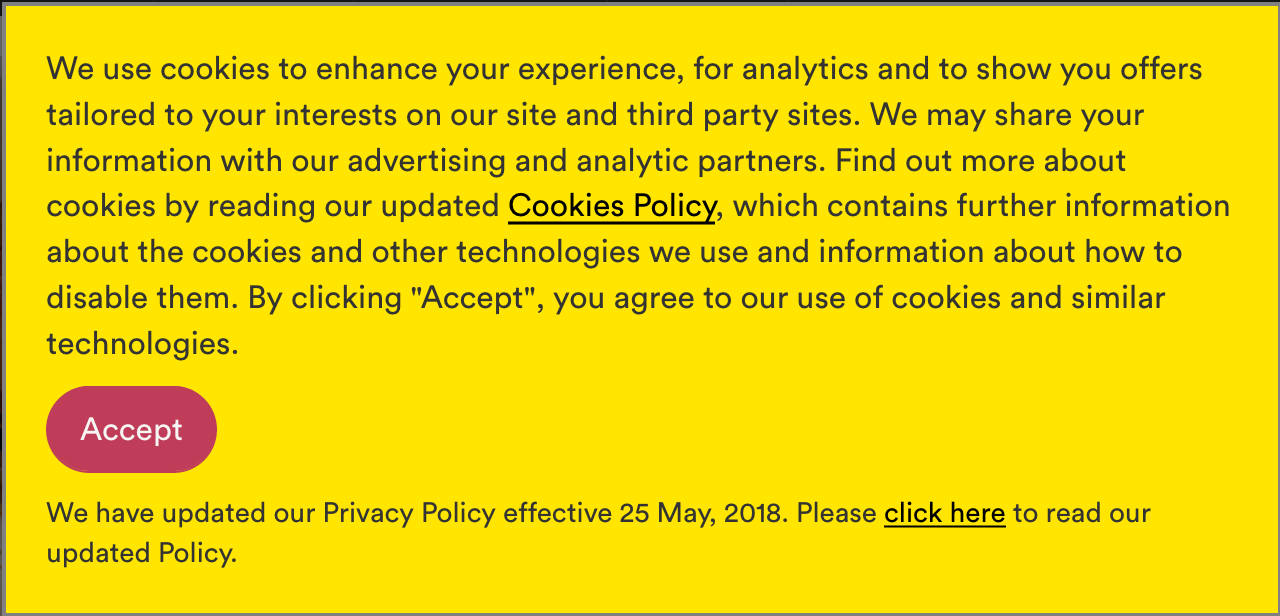 We use cookies to enhance your experience, for analytics and to show you offers
tailored to your interests on our site and third party sites. We may share your
information with our advertising and analytic partners. Find out more about
cookies by reading our updated Cookies Policy, which contains further information
about the cookies and other technologies we use and information about how to
disable them. By clicking "Accept", you agree to our use of cookies and similar
technologies.
Accept
We have updated our Privacy Policy effective 25 May, 2018. Please click here to read our
updated Policy.